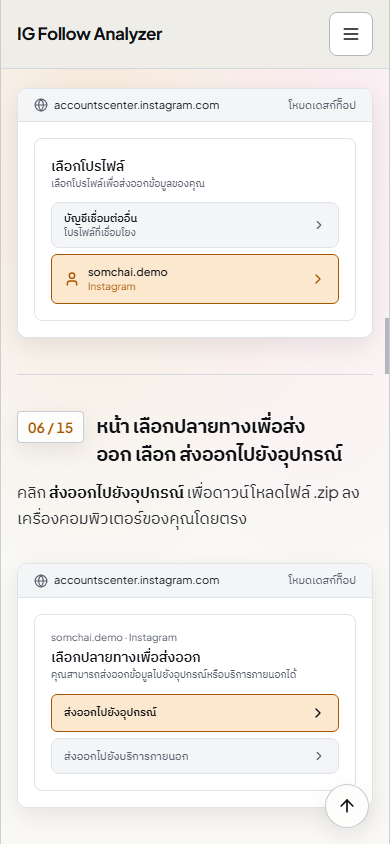 IG Follow Analyzer
accountscenter.instagram.com โหมดเดสก์ท็อป
เลือกโปรไฟล์
เลือกโปรไฟล์เพื่อส่งออกข้อมูลของคุณ
บัญชีเชื่อมต่ออื่น
โปรไฟล์ที่เชื่อมโยง
somchai.demo
Instagram
06 / 15
หน้า เลือกปลายทางเพื่อส่ง
ออก เลือก ส่งออกไปยังอุปกรณ์
คลิก ส่งออกไปยังอุปกรณ์ เพื่อดาวน์โหลดไฟล์ .zip ลง
เครื่องคอมพิวเตอร์ของคุณโดยตรง
accountscenter.instagram.com โหมดเดสก์ท็อป
somchai.demo · Instagram
เลือกปลายทางเพื่อส่งออก
คุณสามารถส่งออกข้อมูลไปยังอุปกรณ์หรือบริการภายนอกได้
ส่งออกไปยังอุปกรณ์
ส่งออกไปยังบริการภายนอก